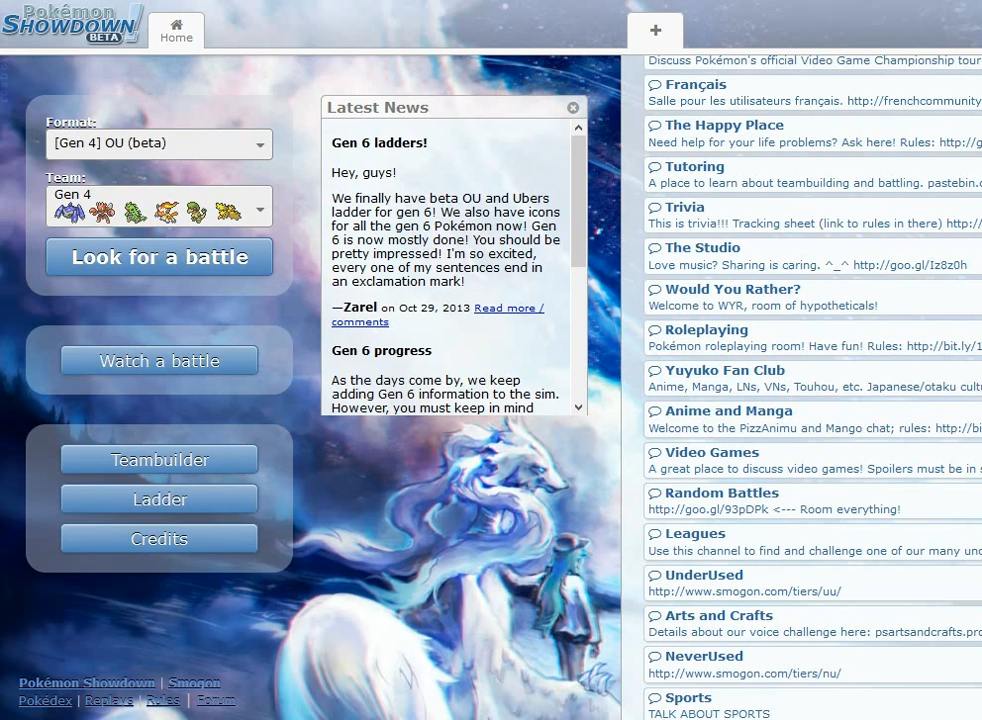 Pokémon
SHOWDOWN!
BETA
Home
+
Format:
[Gen 4] OU (beta)
Team:
Gen 4
Look for a battle
Watch a battle
Teambuilder
Ladder
Credits
Pokémon Showdown | Smogon
Pokédex | Replays | Rules | Forum
Latest News
Gen 6 ladders!
Hey, guys!
We finally have beta OU and Ubers
ladder for gen 6! We also have icons
for all the gen 6 Pokémon now! Gen
6 is now mostly done! You should be
pretty impressed! I'm so excited,
every one of my sentences end in
an exclamation mark!
—Zarel on Oct 29, 2013 Read more /
comments
Gen 6 progress
As the days come by, we keep
adding Gen 6 information to the sim.
However, you must keep in mind
Discuss Pokémon's official Video Game Championship tour
Français
Salle pour les utilisateurs français. http://frenchcommunity
The Happy Place
Need help for your life problems? Ask here! Rules: http://g
Tutoring
A place to learn about teambuilding and battling. pastebin.c
Trivia
This is trivia!!! Tracking sheet (link to rules in there) http:/
The Studio
Love music? Sharing is caring. ^_^ http://goo.gl/Iz8z0h
Would You Rather?
Welcome to WYR, room of hypotheticals!
Roleplaying
Pokémon roleplaying room! Have fun! Rules: http://bit.ly/1
Yuyuko Fan Club
Anime, Manga, LNs, VNs, Touhou, etc. Japanese/otaku cult
Anime and Manga
Welcome to the PizzAnimu and Mango chat; rules: http://bi
Video Games
A great place to discuss video games! Spoilers must be in s
Random Battles
http://goo.gl/93pDPk <--- Room everything!
Leagues
Use this channel to find and challenge one of our many und
UnderUsed
http://www.smogon.com/tiers/uu/
Arts and Crafts
Details about our voice challenge here: psartsandcrafts.pro
NeverUsed
http://www.smogon.com/tiers/nu/
Sports
TALK ABOUT SPORTS